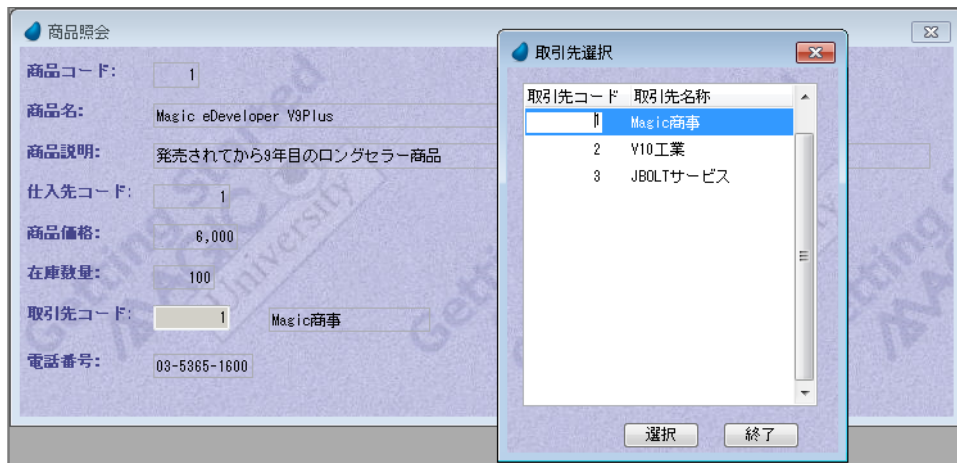 商品照会
商品コード: 1
商品名: Magic eDeveloper V9Plus
商品説明: 発売されてから9年目のロングセラー商品
仕入先コード: 1
商品価格: 6,000
在庫数量: 100
取引先コード: 1 Magic商事
電話番号: 03-5365-1600
取引先選択
取引先コード 取引先名称
1 Magic商事
2 V10工業
3 JBOLTサービス
選択 終了
Getting Started
MAGIC
University
Getting